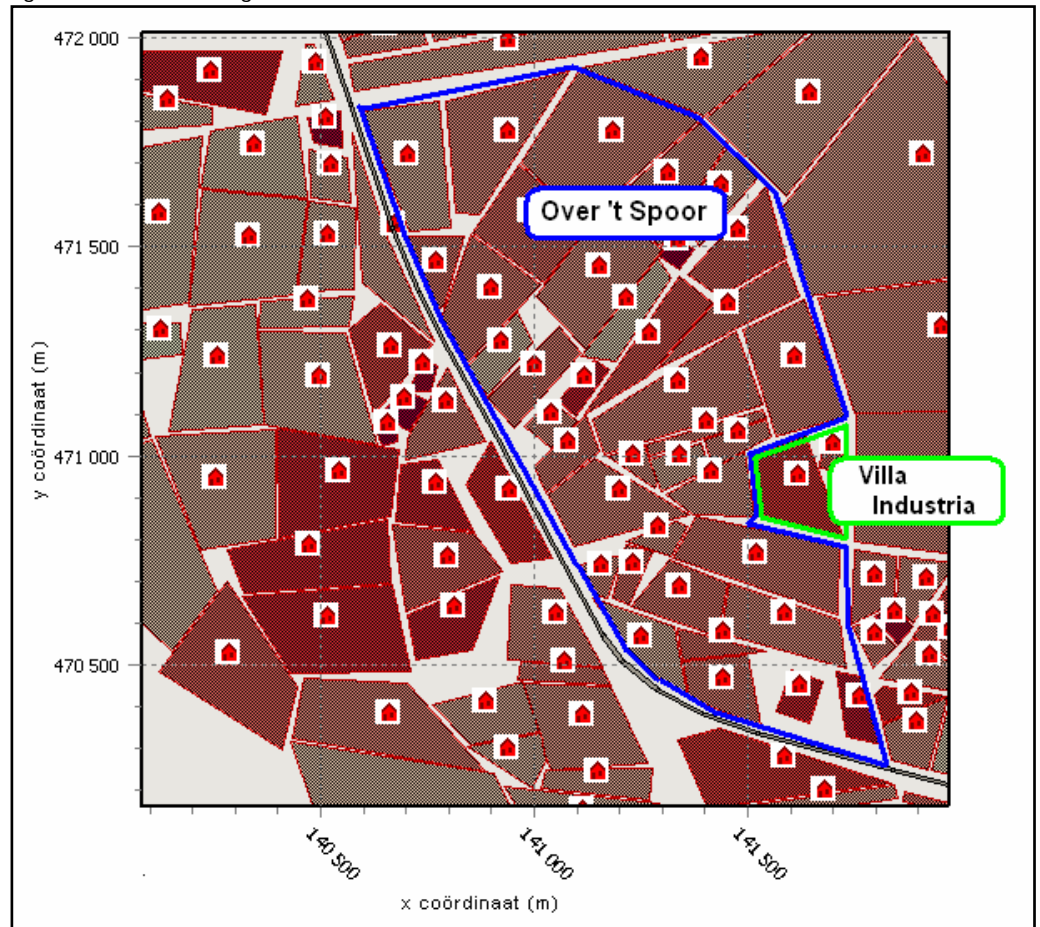 472 000
471 500
471 000
470 500
y coördinaat (m)
Over 't Spoor
Villa
Industria
140 500
141 000
141 500
x coördinaat (m)